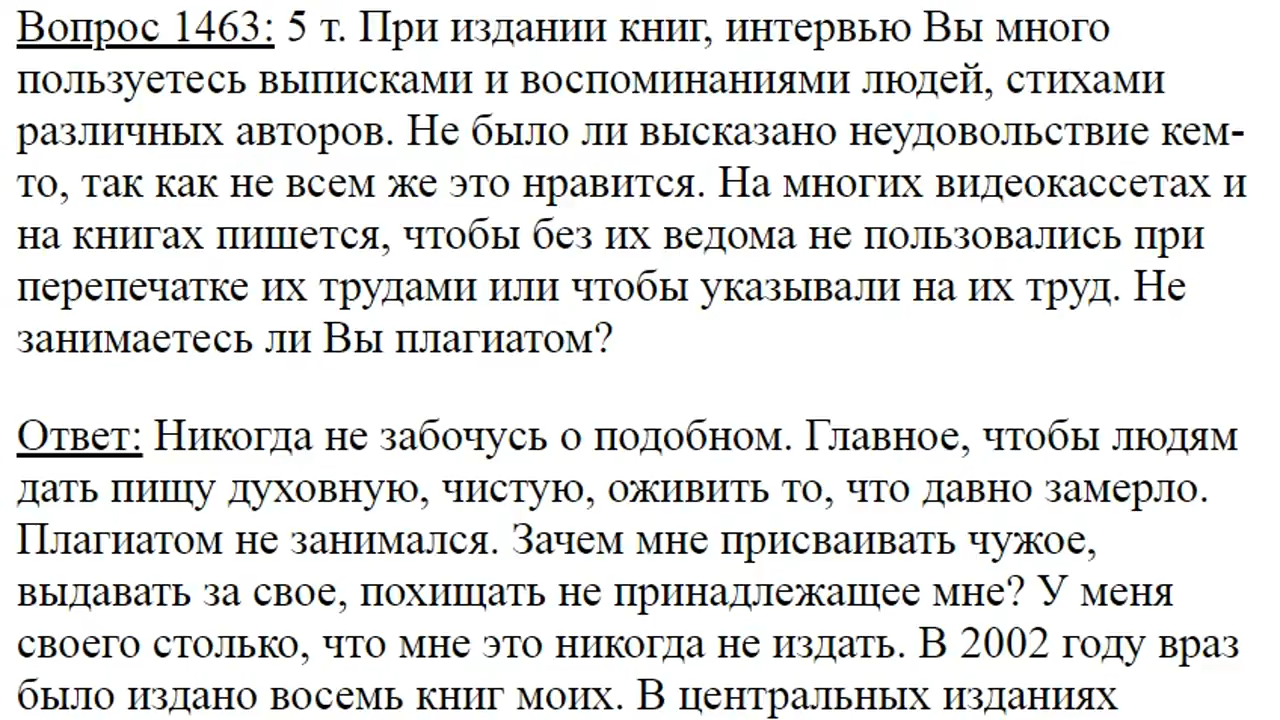 Вопрос 1463: 5 т. При издании книг, интервью Вы много
пользуетесь выписками и воспоминаниями людей, стихами
различных авторов. Не было ли высказано неудовольствие кем-
то, так как не всем же это нравится. На многих видеокассетах и
на книгах пишется, чтобы без их ведома не пользовались при
перепечатке их трудами или чтобы указывали на их труд. Не
занимаетесь ли Вы плагиатом?
Ответ: Никогда не забочусь о подобном. Главное, чтобы людям
дать пищу духовную, чистую, оживить то, что давно замерло.
Плагиатом не занимался. Зачем мне присваивать чужое,
выдавать за свое, похищать не принадлежащее мне? У меня
своего столько, что мне это никогда не издать. В 2002 году враз
было издано восемь книг моих. В центральных изданиях